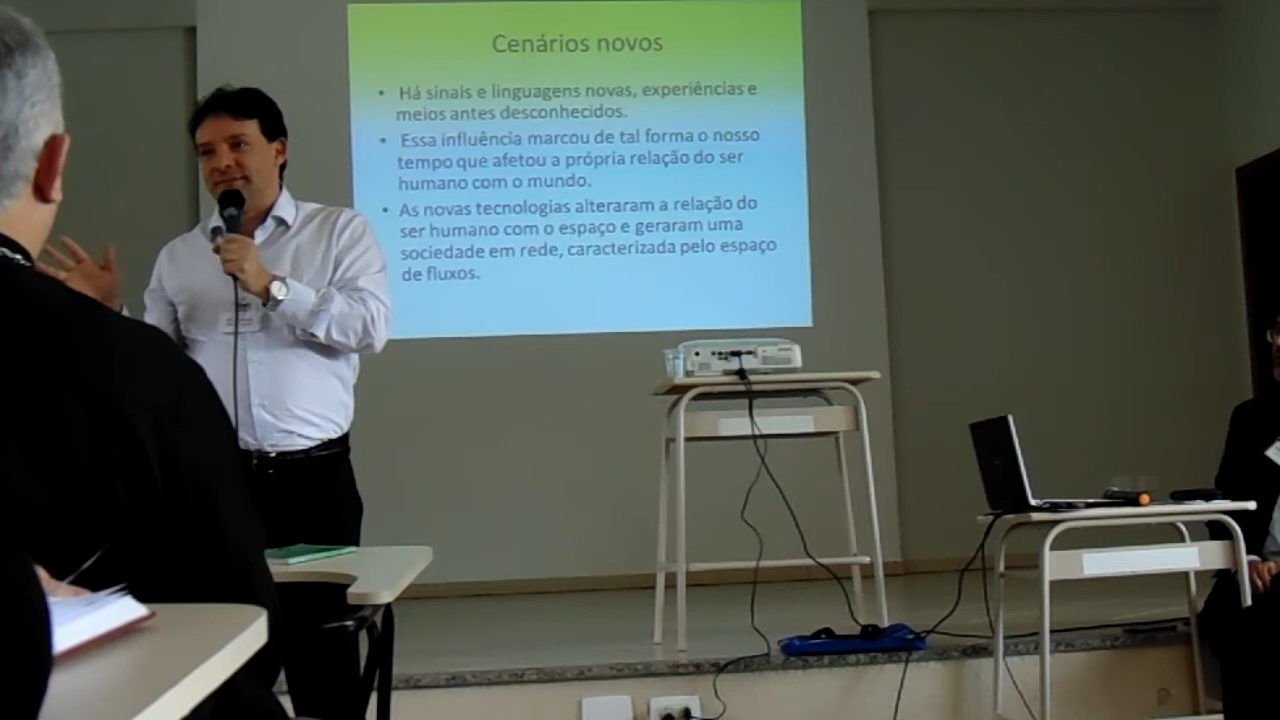 Cenários novos
• Há sinais e linguagens novas, experiências e
meios antes desconhecidos.
• Essa influência marcou de tal forma o nosso
tempo que afetou a própria relação do ser
humano com o mundo.
• As novas tecnologias alteraram a relação do
ser humano com o espaço e geraram uma
sociedade em rede, caracterizada pelo espaço
de fluxos.